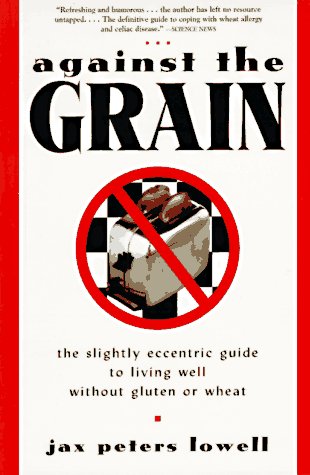 "Refreshing and humorous . . . the author has left no resource
untapped. . . . The definitive guide to coping with wheat allergy
and celiac disease." —SCIENCE NEWS
against the
GRAIN
the slightly eccentric guide
to living well
without gluten or wheat
jax peters lowell